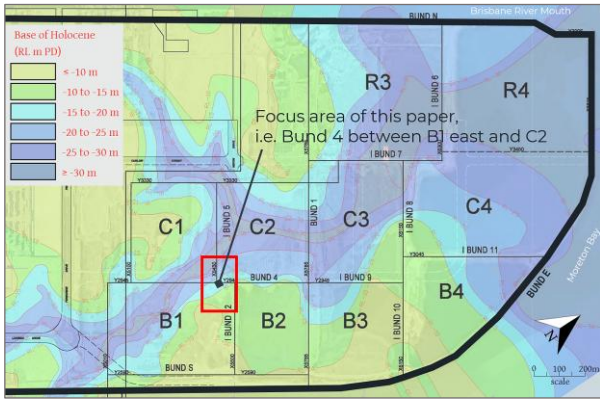 Base of Holocene
(RL m PD)
≤ -10 m
-10 to -15 m
-15 to -20 m
-20 to -25 m
-25 to -30 m
≥ -30 m
Brisbane River Mouth
BUND N
R3
BUND 6
R4
Focus area of this paper,
i.e. Bund 4 between B1 east and C2
BUND 7
C1
BUND 5
C2
BUND 1
C3
BUND 8
C4
BUND 11
Moreton Bay
BUND E
BUND 4
BUND 9
B1
B2
B3
BUND 10
B4
BUND S
N
0 100 200m
scale